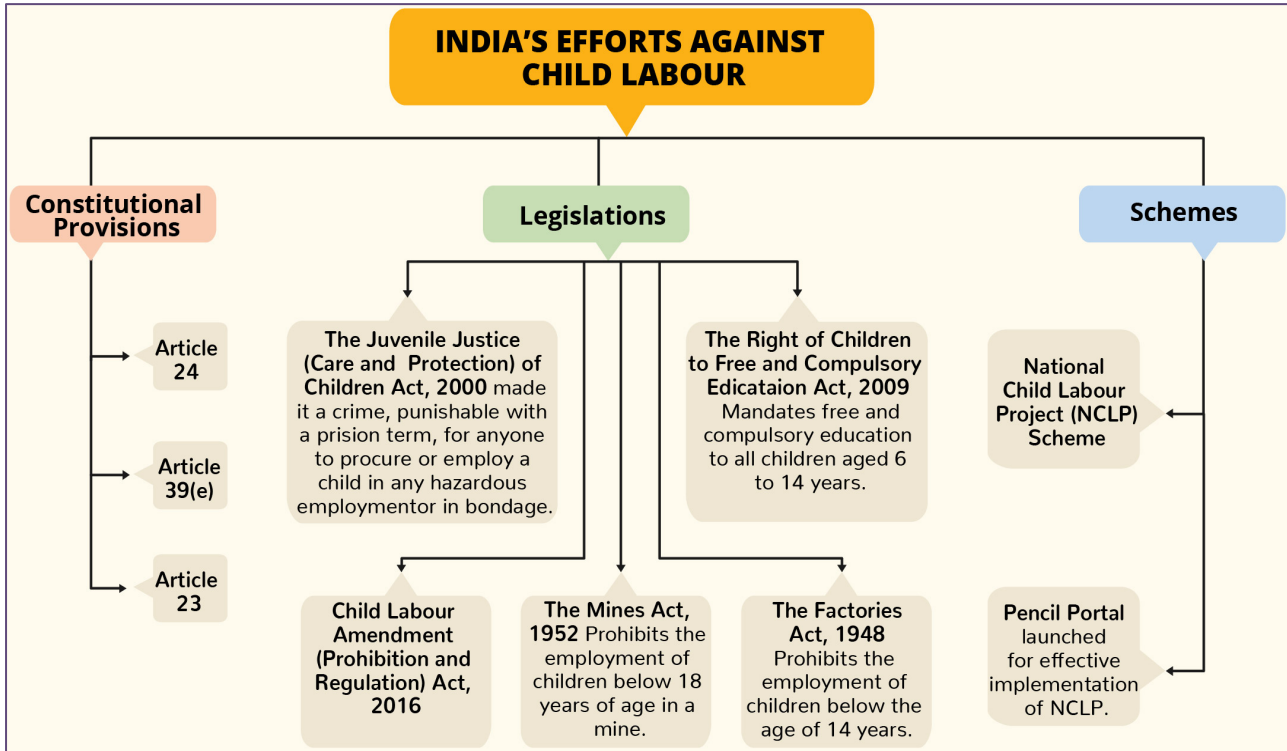 INDIA’S EFFORTS AGAINST
CHILD LABOUR
Constitutional
Provisions
Article
24
Article
39(e)
Article
23
Legislations
The Juvenile Justice
(Care and Protection) of
Children Act, 2000 made
it a crime, punishable with
a prision term, for anyone
to procure or employ a
child in any hazardous
employmentor in bondage.
The Right of Children
to Free and Compulsory
Edicataion Act, 2009
Mandates free and
compulsory education
to all children aged 6
to 14 years.
Child Labour
Amendment
(Prohibition and
Regulation) Act,
2016
The Mines Act,
1952 Prohibits the
employment of
children below 18
years of age in a
mine.
The Factories
Act, 1948
Prohibits the
employment of
children below the
age of 14 years.
Schemes
National
Child Labour
Project (NCLP)
Scheme
Pencil Portal
launched
for effective
implementation
of NCLP.